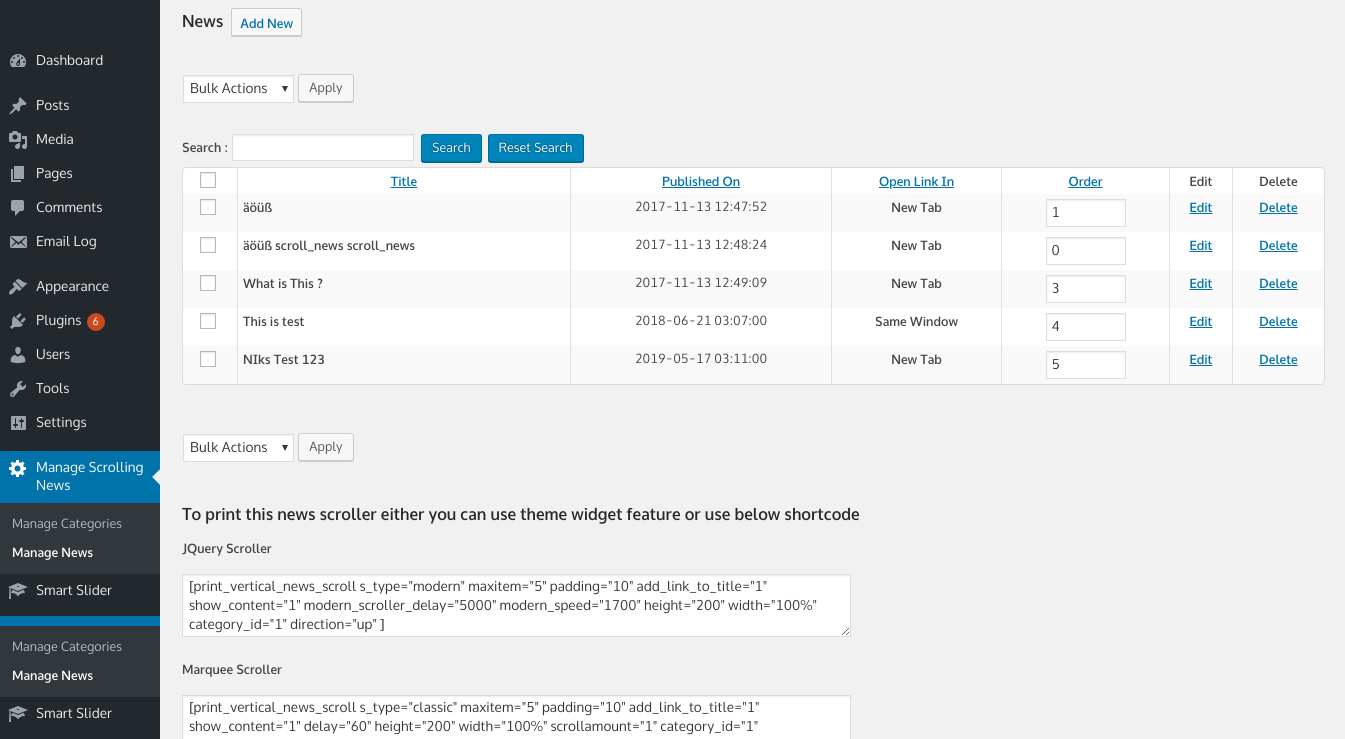 Dashboard
Posts
Media
Pages
Comments
Email Log
Appearance
Plugins 6
Users
Tools
Settings
Manage Scrolling
News
Manage Categories
Manage News
Smart Slider
Manage Categories
Manage News
Smart Slider
News Add New
Bulk Actions Apply
Search : Search Reset Search
Title Published On Open Link In Order Edit Delete
äöüß 2017-11-13 12:47:52 New Tab 1 Edit Delete
äöüß scroll_news scroll_news 2017-11-13 12:48:24 New Tab 0 Edit Delete
What is This ? 2017-11-13 12:49:09 New Tab 3 Edit Delete
This is test 2018-06-21 03:07:00 Same Window 4 Edit Delete
NIks Test 123 2019-05-17 03:11:00 New Tab 5 Edit Delete
Bulk Actions Apply
To print this news scroller either you can use theme widget feature or use below shortcode
JQuery Scroller
[print_vertical_news_scroll s_type="modern" maxitem="5" padding="10" add_link_to_title="1"
show_content="1" modern_scroller_delay="5000" modern_speed="1700" height="200" width="100%"
category_id="1" direction="up" ]
Marquee Scroller
[print_vertical_news_scroll s_type="classic" maxitem="5" padding="10" add_link_to_title="1"
show_content="1" delay="60" height="200" width="100%" scrollamount="1" category_id="1"